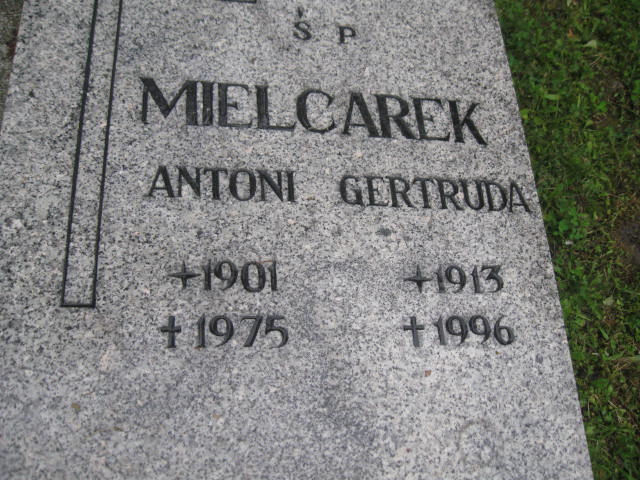 Ś P
MIELCAREK
ANTONI GERTRUDA
+1901 +1913
†1975 †1996